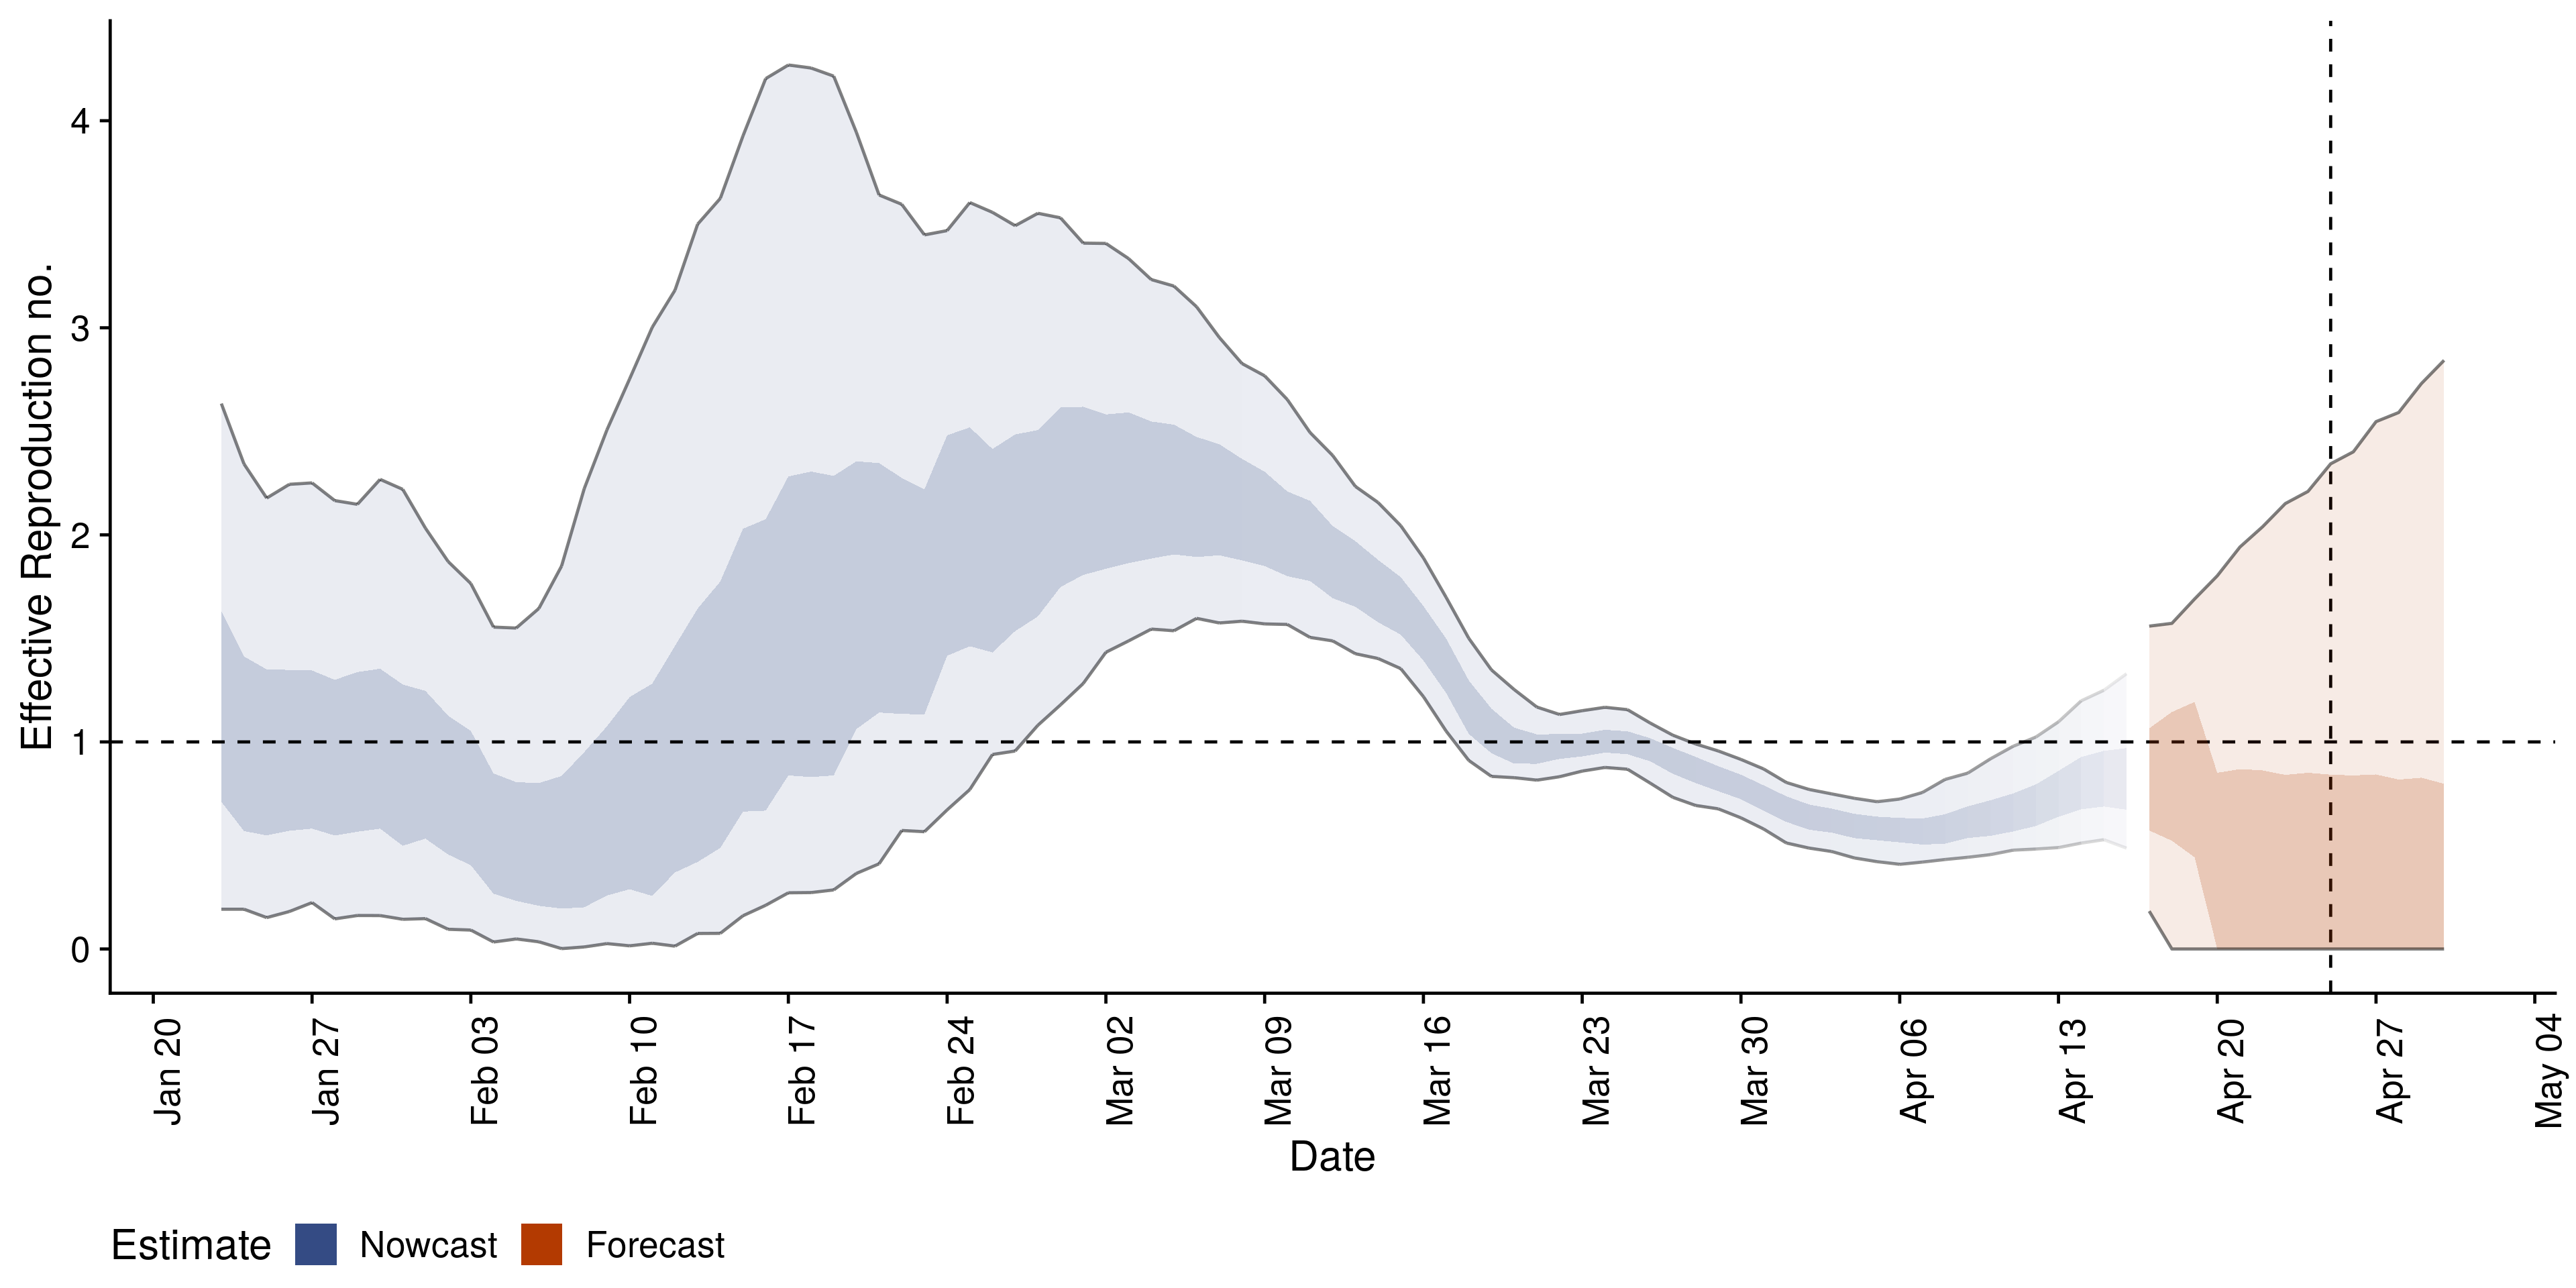 Effective Reproduction no.
4
3
2
1
0
Jan 20
Jan 27
Feb 03
Feb 10
Feb 17
Feb 24
Mar 02
Mar 09
Mar 16
Mar 23
Mar 30
Apr 06
Apr 13
Apr 20
Apr 27
May 04
Date
Estimate Nowcast Forecast